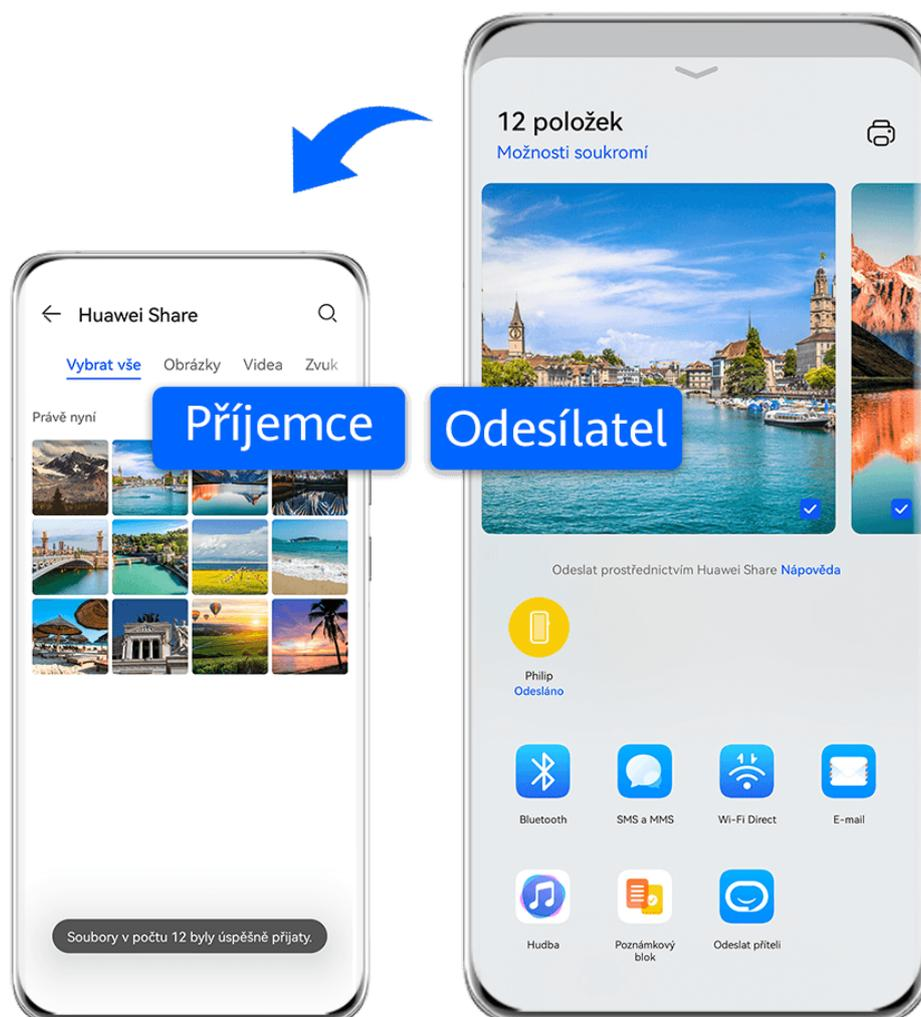 12 položek
Možnosti soukromí
Huawei Share
Vybrat vše Obrázky Videa Zvuk
Právě nyní
Příjemce
Odesílatel
Odeslat prostřednictvím Huawei Share Nápověda
Philip
Odesláno
Bluetooth SMS a MMS Wi-Fi Direct E-mail
Hudba Poznámkový blok Odeslat příteli
Soubory v počtu 12 byly úspěšně přijaty.